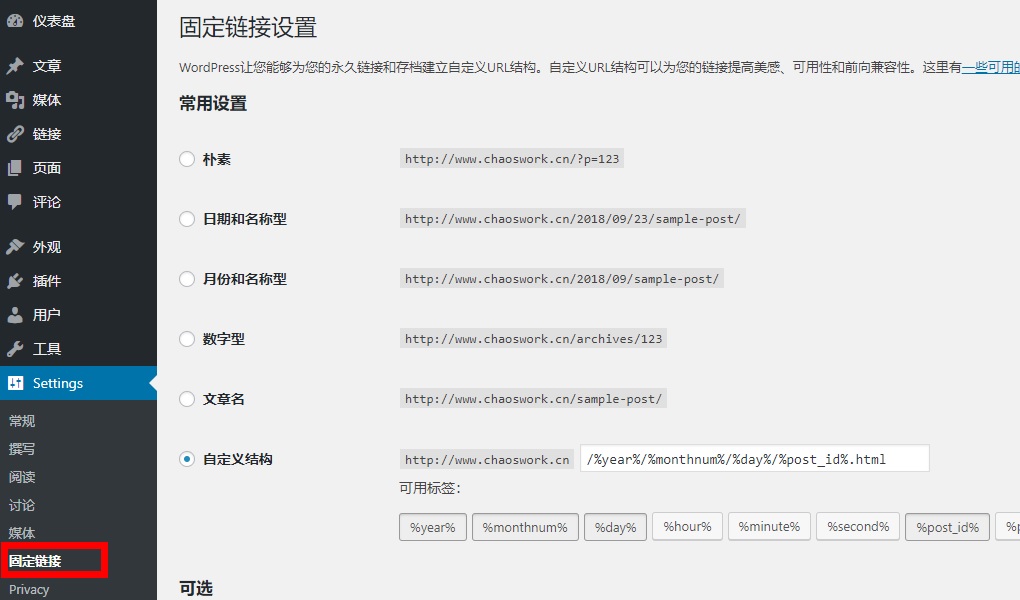 仪表盘
文章
媒体
链接
页面
评论
外观
插件
用户
工具
Settings
常规
撰写
阅读
讨论
媒体
固定链接
Privacy
固定链接设置
WordPress让您能够为您的永久链接和存档建立自定义URL结构。自定义URL结构可以为您的链接提高美感、可用性和前向兼容性。这里有一些可用的
常用设置
朴素 http://www.chaoswork.cn/?p=123
日期和名称型 http://www.chaoswork.cn/2018/09/23/sample-post/
月份和名称型 http://www.chaoswork.cn/2018/09/sample-post/
数字型 http://www.chaoswork.cn/archives/123
文章名 http://www.chaoswork.cn/sample-post/
自定义结构 http://www.chaoswork.cn /%year%/%monthnum%/%day%/%post_id%.html
可用标签：
%year% %monthnum% %day% %hour% %minute% %second% %post_id%
可选